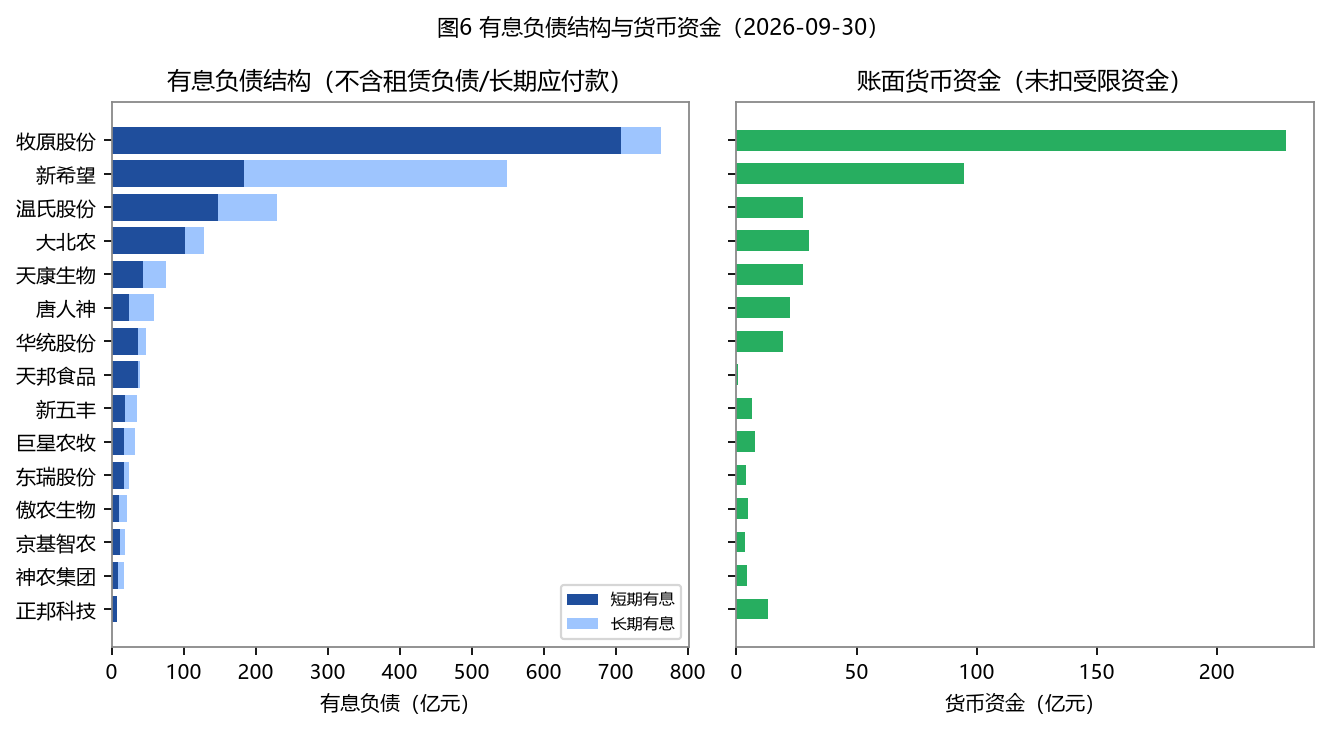 图6 有息负债结构与货币资金（2026-09-30）
有息负债结构（不含租赁负债/长期应付款）
牧原股份
新希望
温氏股份
大北农
天康生物
唐人神
华统股份
天邦食品
新五丰
巨星农牧
东瑞股份
傲农生物
京基智农
神农集团
正邦科技
短期有息
长期有息
0 100 200 300 400 500 600 700 800
有息负债（亿元）
账面货币资金（未扣受限资金）
0 50 100 150 200
货币资金（亿元）